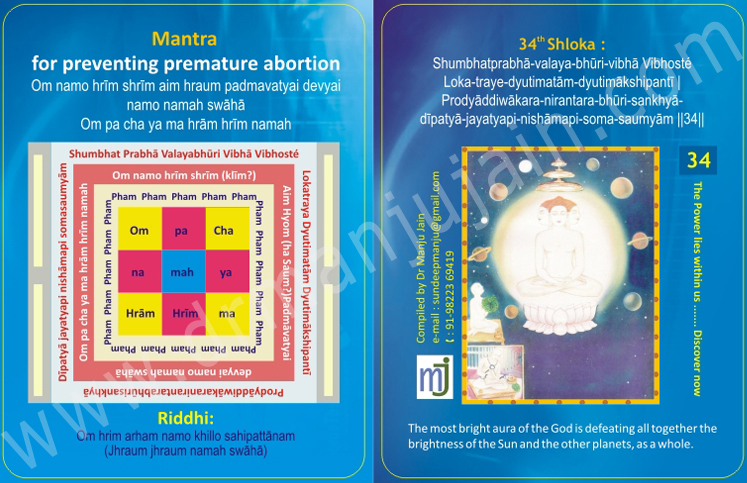 Mantra
for preventing premature abortion
Om namo hrīm shrīm aim hraum padmavatyai devyai
namo namah swāhā
Om pa cha ya ma hrām hrīm namah
Shumbhat Prabhā Valayabhūri Vibhā Vibhosté
Lokatraya Dyutimatām Dyutimākshipantī
Prodyāddiwākaranirantarabhūrisankhyā
Dīpatyā jayatyapi nishāmapi somasaumyām
Om namo hrīm shrīm (klīm?)
Aim Hyom (ha Saum?)Padmāvatyai
devyai namo namah swāhā
Om pa cha ya ma hrām hrīm namah
Pham Pham Pham Pham Pham
Pham Pham Pham Pham Pham
Pham Pham Pham Pham Pham
Pham Pham Pham Pham Pham
Om pa Cha
na mah ya
Hrām Hrīm ma
Riddhi:
Om hrim arham namo khillo sahipattānam
(Jhraum jhraum namah swāhā)
34th Shloka :
Shumbhatprabhā-valaya-bhūri-vibhā Vibhosté
Loka-traye-dyutimatām-dyutimākshipantī |
Prodyāddiwākara-nirantara-bhūri-sankhyā-
dīpatyā-jayatyapi-nishāmapi-soma-saumyām ||34||
34
The Power lies within us ....... Discover now
Compiled by Dr Manju Jain
e-mail : sundeepmanju@gmail.com
: 91-98223 69419
mj
The most bright aura of the God is defeating all together the
brightness of the Sun and the other planets, as a whole.
www.drmanjujain.com